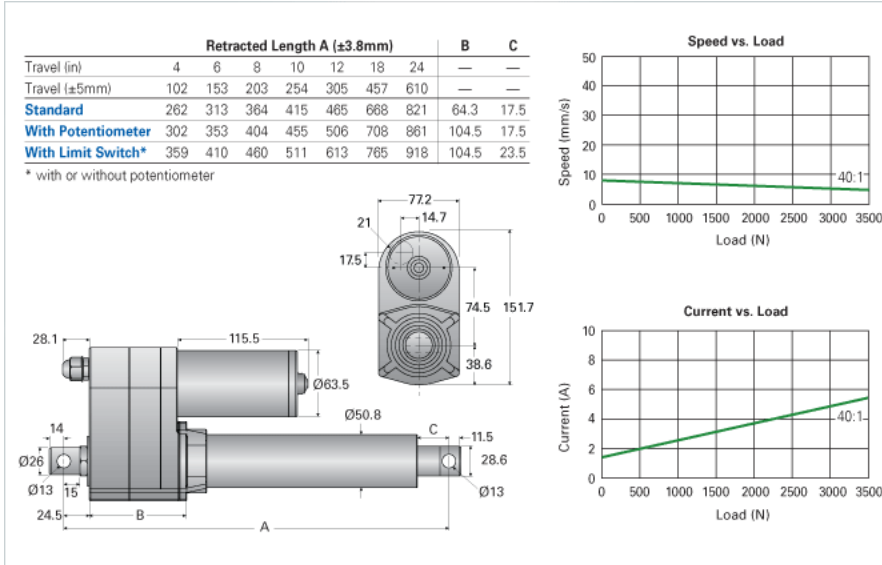 Retracted Length A (±3.8mm) B C
Travel (in) 4 6 8 10 12 18 24 — —
Travel (±5mm) 102 153 203 254 305 457 610 — —
Standard 262 313 364 415 465 668 821 64.3 17.5
With Potentiometer 302 353 404 455 506 708 861 104.5 17.5
With Limit Switch* 359 410 460 511 613 765 918 104.5 23.5
* with or without potentiometer
77.2
14.7
21
17.5
74.5
151.7
38.6
28.1
115.5
Ø63.5
Ø50.8
14
C
11.5
Ø26
28.6
Ø13
15
Ø13
24.5
B
A
Speed vs. Load
Speed (mm/s)
50
40
30
20
10
0
40:1
0 500 1000 1500 2000 2500 3000 3500
Load (N)
Current vs. Load
Current (A)
10
8
6
4
2
0
40:1
0 500 1000 1500 2000 2500 3000 3500
Load (N)